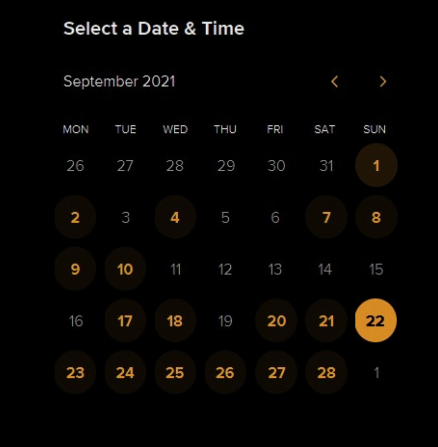 Select a Date & Time
September 2021 < >
MON TUE WED THU FRI SAT SUN
26 27 28 29 30 31 1
2 3 4 5 6 7 8
9 10 11 12 13 14 15
16 17 18 19 20 21 22
23 24 25 26 27 28 1